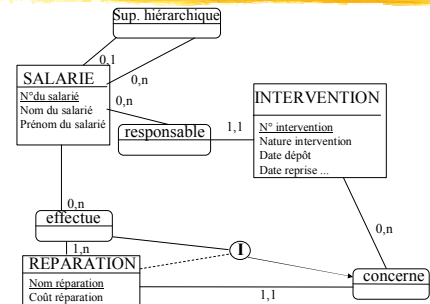 Sup. hiérarchique
0,1
0,n
SALARIE
N°du salarié
Nom du salarié
Prénom du salarié
0,n
responsable
1,1
INTERVENTION
N° intervention
Nature intervention
Date dépôt
Date reprise ...
0,n
effectue
1,n
I
0,n
concerne
REPARATION
Nom réparation
Coût réparation
1,1